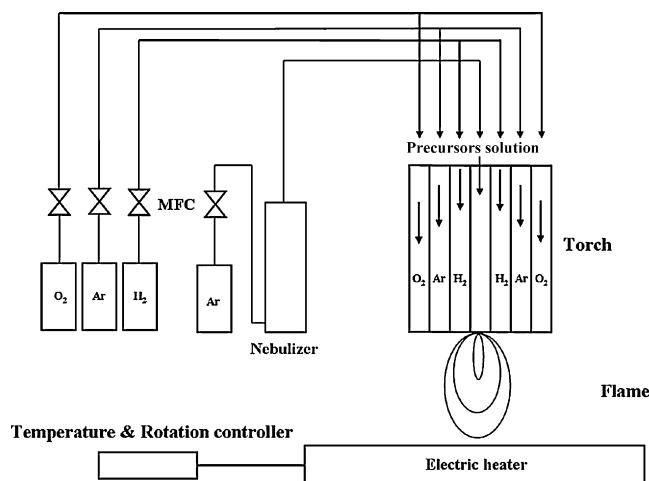 Precursors solution
MFC
Torch
O2 Ar H2 Ar
O2 Ar H2 H2 Ar O2
Nebulizer
Flame
Temperature & Rotation controller
Electric heater